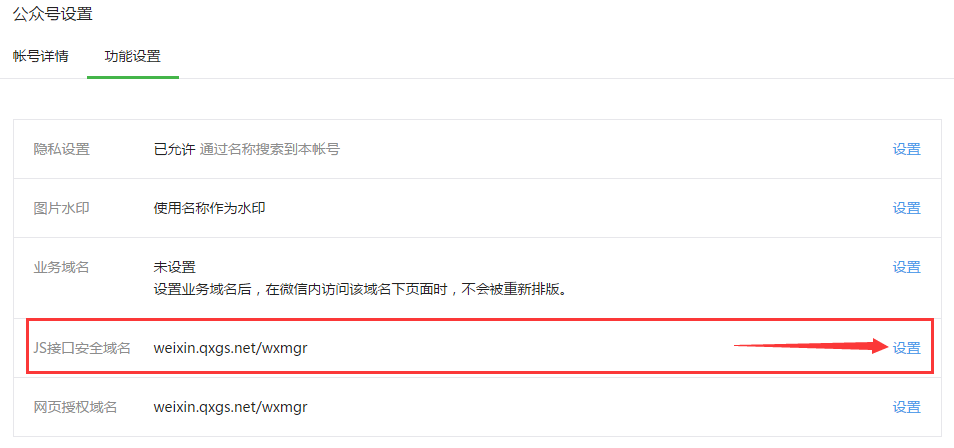 公众号设置
帐号详情 功能设置
隐私设置 已允许 通过名称搜索到本帐号 设置
图片水印 使用名称作为水印 设置
业务域名 未设置 设置
设置业务域名后，在微信内访问该域名下页面时，不会被重新排版。
JS接口安全域名 weixin.qxgs.net/wxmgr 设置
网页授权域名 weixin.qxgs.net/wxmgr 设置